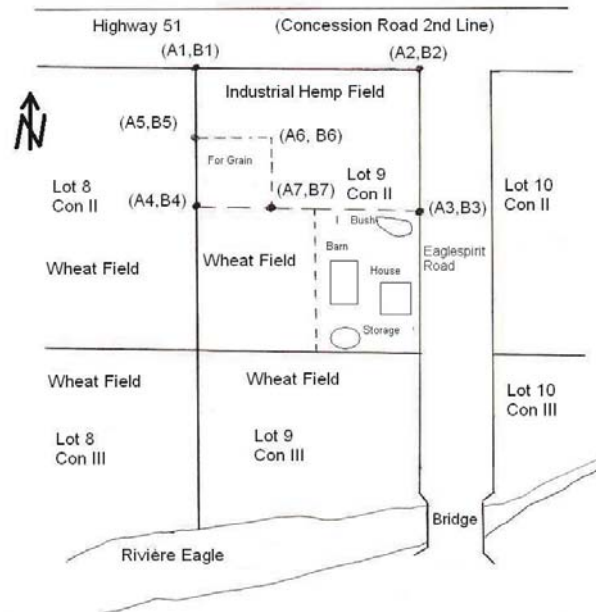 Highway 51 (Concession Road 2nd Line)
(A1,B1) (A2,B2)
Industrial Hemp Field
N
(A5,B5) (A6, B6)
For Grain
Lot 8
Con II
Lot 9
Con II
Lot 10
Con II
(A4,B4) (A7,B7) (A3,B3)
Bush
Eaglespirit
Road
Barn
Wheat Field Wheat Field
House
Storage
Wheat Field Wheat Field
Lot 10
Con III
Lot 8
Con III
Lot 9
Con III
Bridge
Rivière Eagle